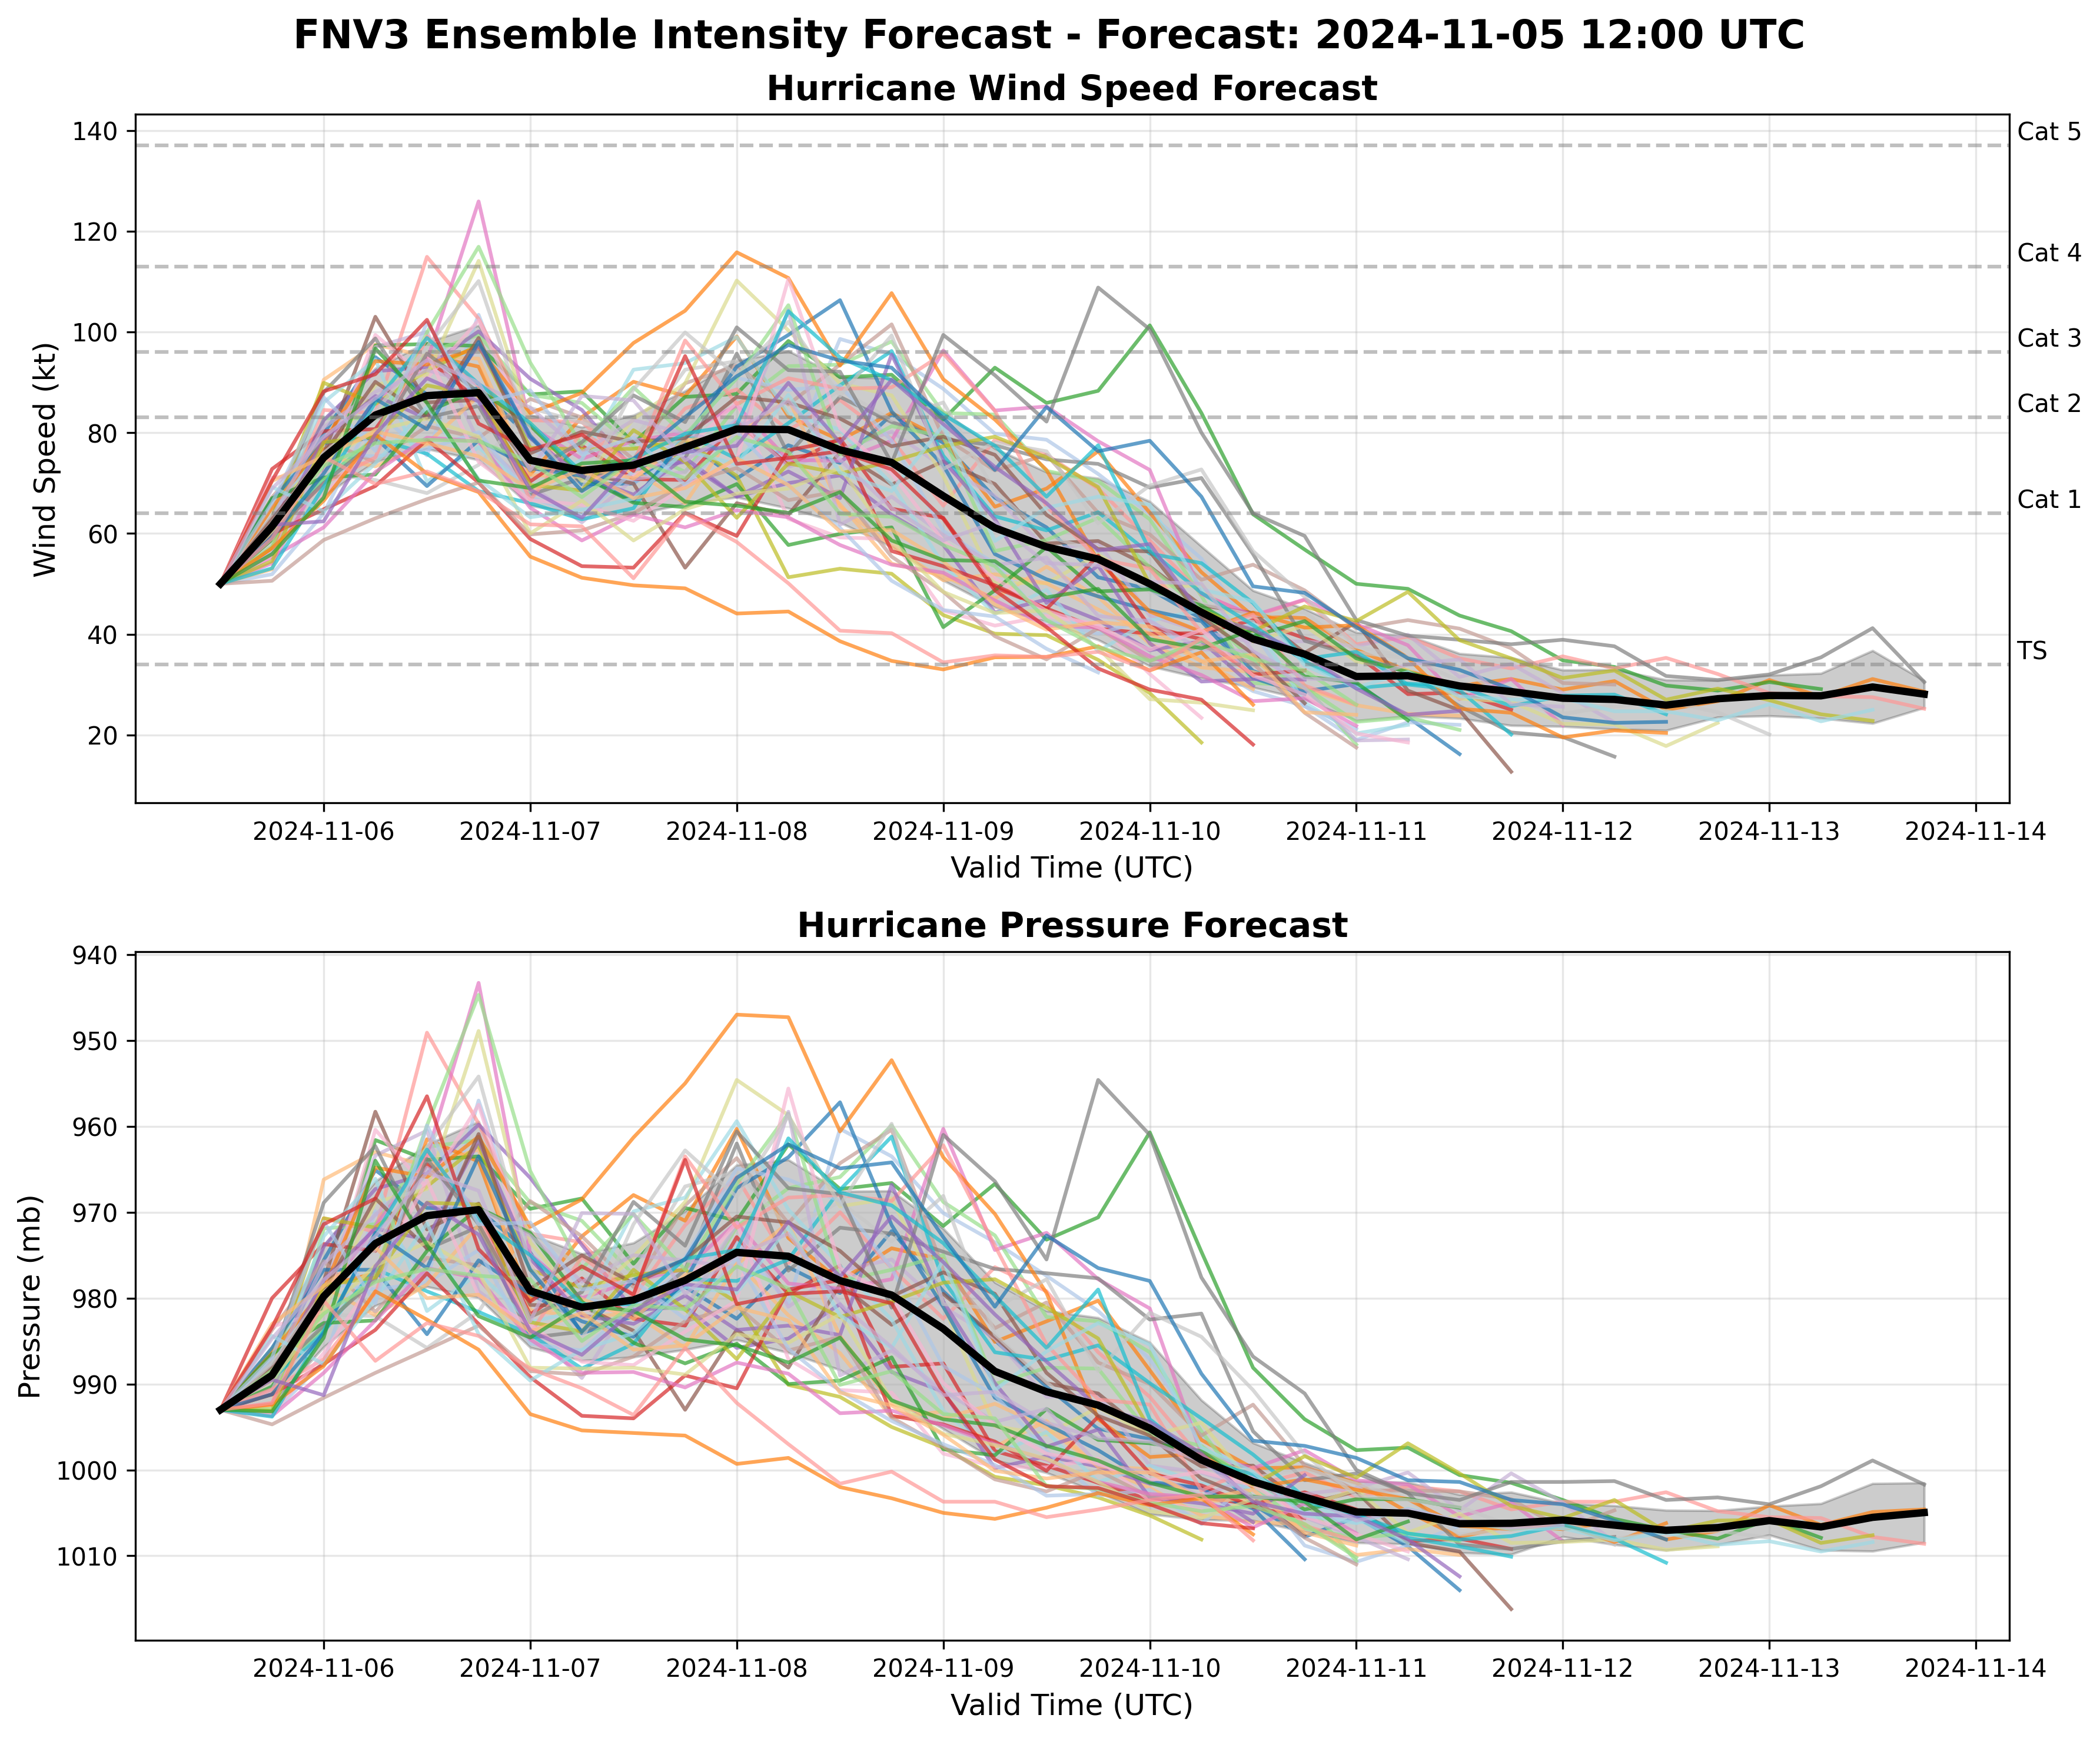 FNV3 Ensemble Intensity Forecast - Forecast: 2024-11-05 12:00 UTC
Hurricane Wind Speed Forecast
Wind Speed (kt)
140
120
100
80
60
40
20
Cat 5
Cat 4
Cat 3
Cat 2
Cat 1
TS
2024-11-06 2024-11-07 2024-11-08 2024-11-09 2024-11-10 2024-11-11 2024-11-12 2024-11-13 2024-11-14
Valid Time (UTC)
Hurricane Pressure Forecast
Pressure (mb)
940
950
960
970
980
990
1000
1010
2024-11-06 2024-11-07 2024-11-08 2024-11-09 2024-11-10 2024-11-11 2024-11-12 2024-11-13 2024-11-14
Valid Time (UTC)